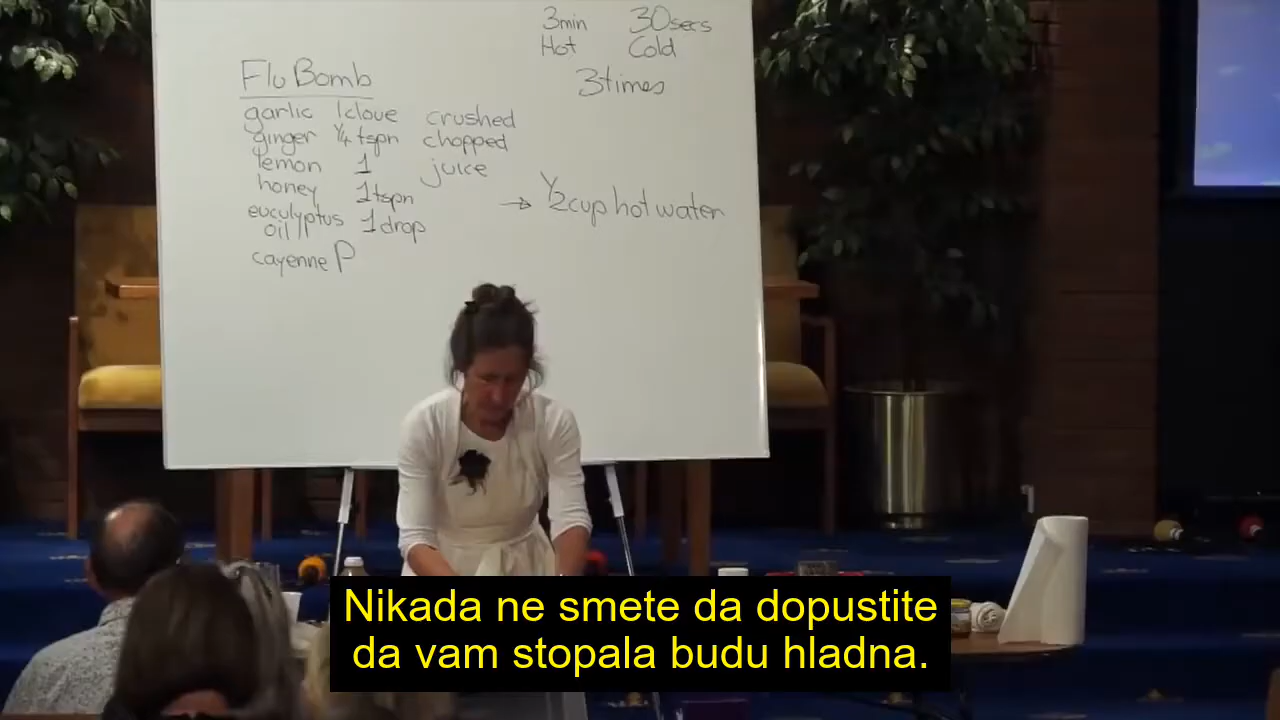 3min 30secs
Hot Cold
3times
Flu Bomb
garlic 1clove crushed
ginger 1/4 tspn chopped
lemon 1 juice
honey 1tspn
→ 1/2cup hot water
euculyptus 1drop
oil
cayenne P
Nikada ne smete da dopustite
da vam stopala budu hladna.